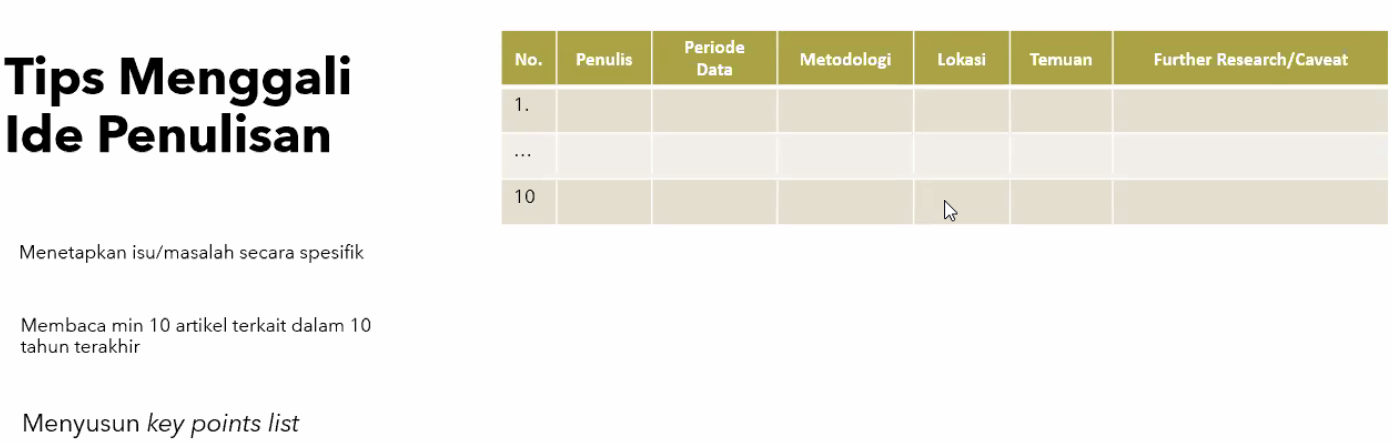 Tips Menggali
Ide Penulisan
Menetapkan isu/masalah secara spesifik
Membaca min 10 artikel terkait dalam 10
tahun terakhir
Menyusun key points list
No. Penulis Periode Data Metodologi Lokasi Temuan Further Research/Caveat
1.
...
10